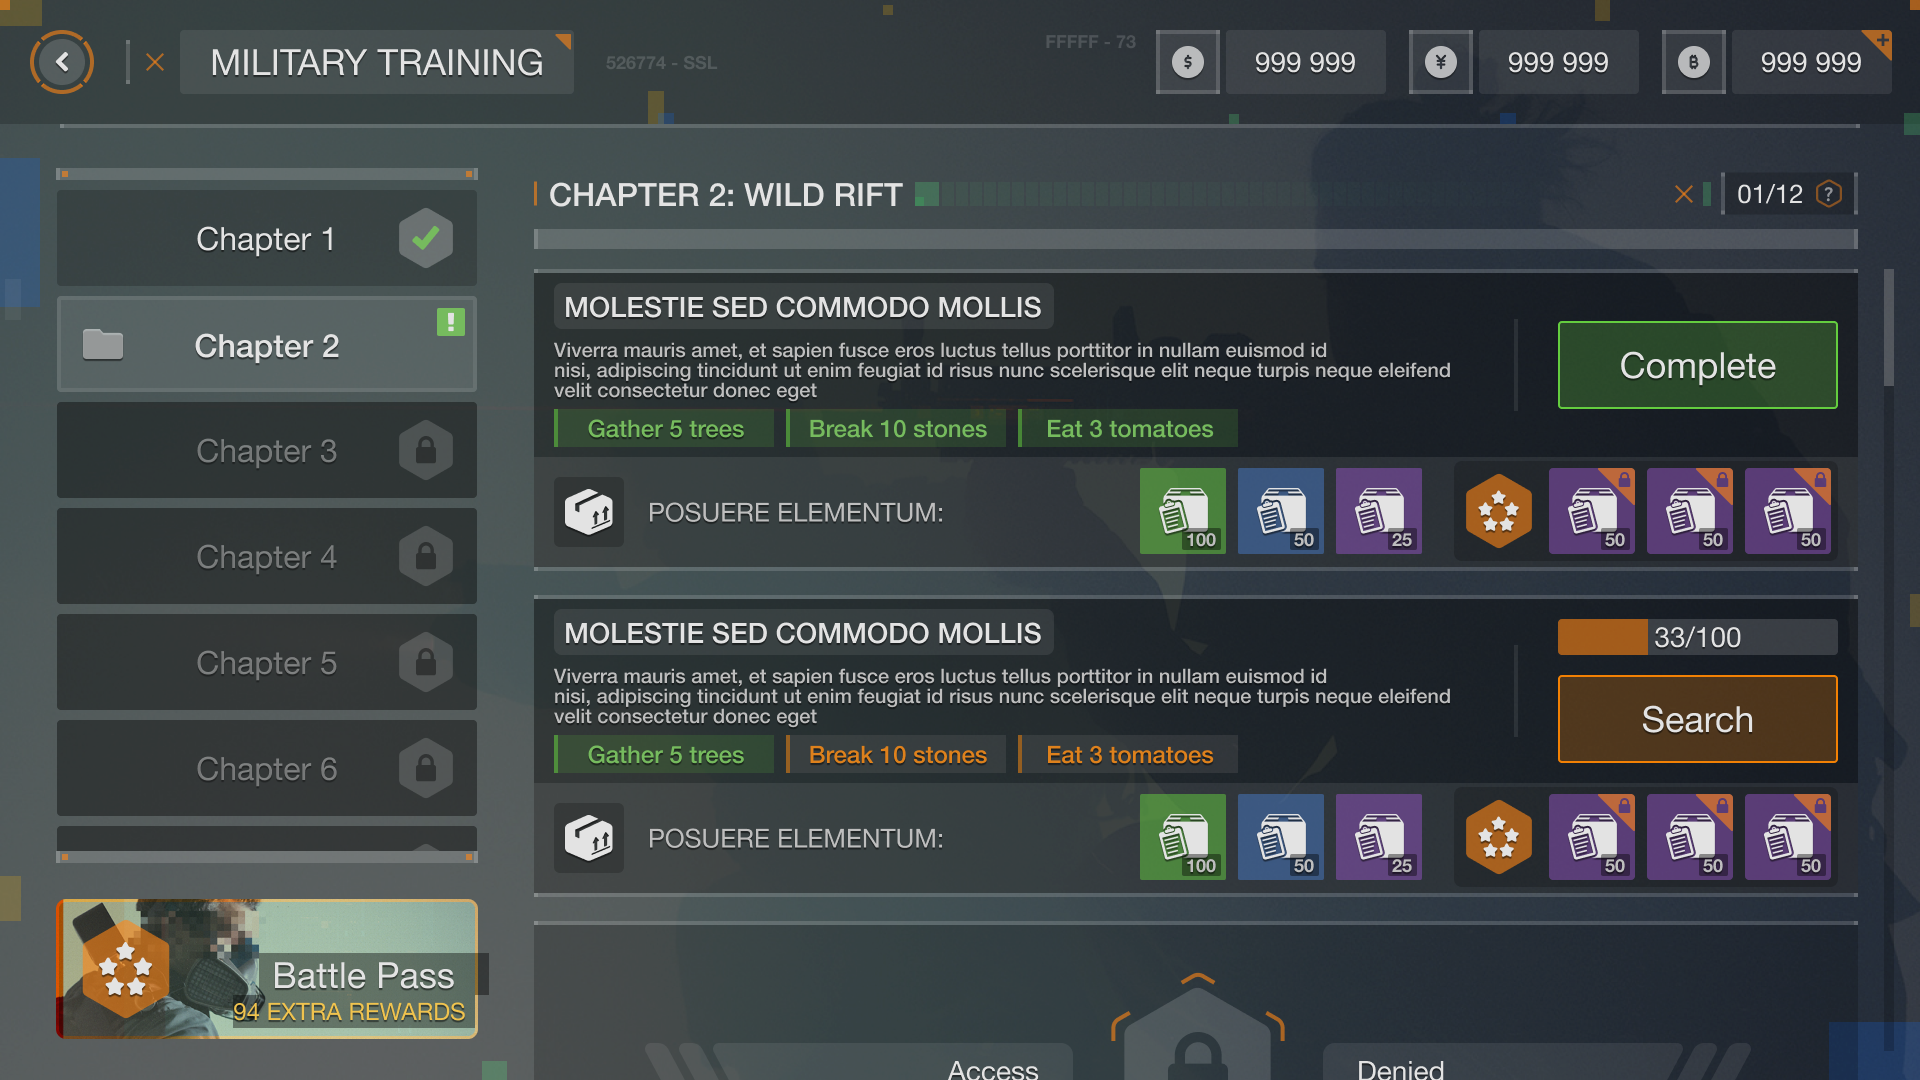 MILITARY TRAINING
526774 - SSL
FFFFF - 73
$
999 999
¥
999 999
B
999 999
Chapter 1
Chapter 2
!
Chapter 3
Chapter 4
Chapter 5
Chapter 6
Battle Pass
94 EXTRA REWARDS
CHAPTER 2: WILD RIFT
01/12
?
MOLESTIE SED COMMODO MOLLIS
Viverra mauris amet, et sapien fusce eros luctus tellus porttitor in nullam euismod id
nisi, adipiscing tincidunt ut enim feugiat id risus nunc scelerisque elit neque turpis neque eleifend
velit consectetur donec eget
Gather 5 trees
Break 10 stones
Eat 3 tomatoes
Complete
POSUERE ELEMENTUM:
100
50
25
50
50
50
MOLESTIE SED COMMODO MOLLIS
Viverra mauris amet, et sapien fusce eros luctus tellus porttitor in nullam euismod id
nisi, adipiscing tincidunt ut enim feugiat id risus nunc scelerisque elit neque turpis neque eleifend
velit consectetur donec eget
Gather 5 trees
Break 10 stones
Eat 3 tomatoes
33/100
Search
POSUERE ELEMENTUM:
100
50
25
50
50
50
Access
Denied